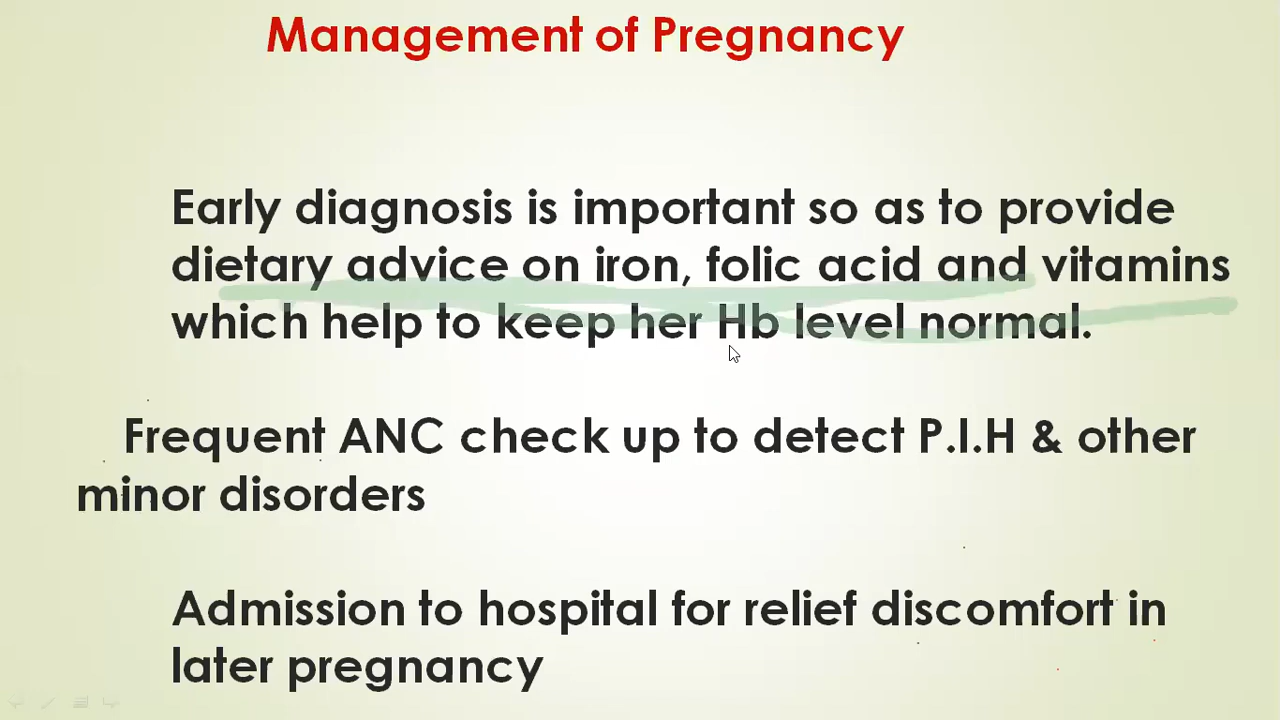 Management of Pregnancy
Early diagnosis is important so as to provide
dietary advice on iron, folic acid and vitamins
which help to keep her Hb level normal.
Frequent ANC check up to detect P.I.H & other
minor disorders
Admission to hospital for relief discomfort in
later pregnancy